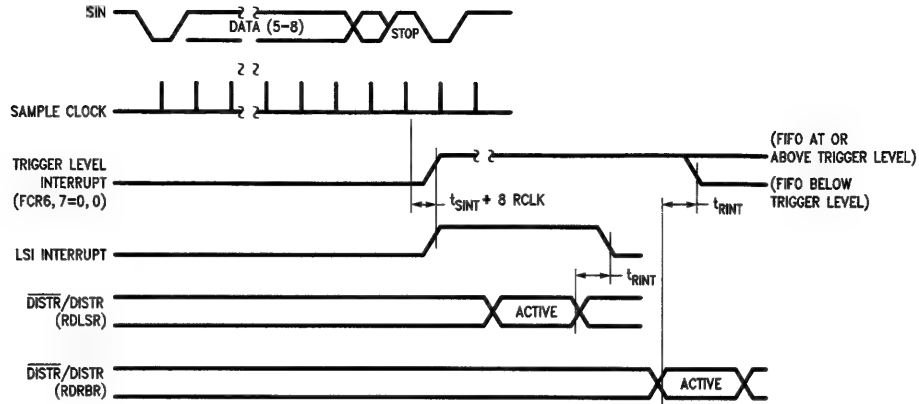 SIN
DATA (5-8)
STOP
SAMPLE CLOCK
TRIGGER LEVEL
INTERRUPT
(FCR6, 7=0, 0)
(FIFO AT OR
ABOVE TRIGGER LEVEL)
(FIFO BELOW
TRIGGER LEVEL)
tSINT + 8 RCLK
tRINT
LSI INTERRUPT
tRINT
DISTR/DISTR
(RDLSR)
ACTIVE
DISTR/DISTR
(RDRBR)
ACTIVE